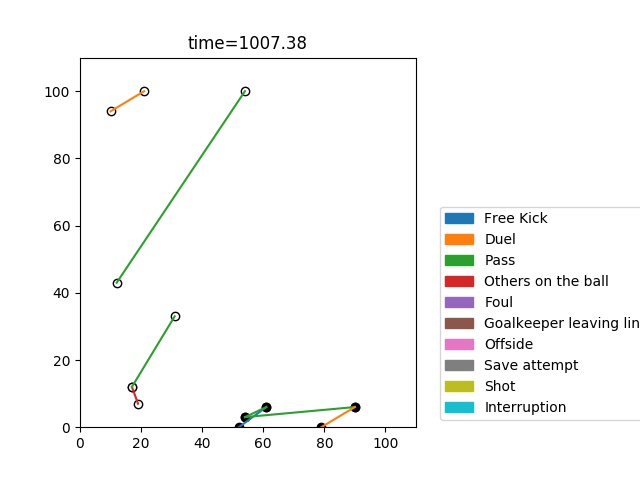 time=1007.38
100
80
60
40
20
0
0 20 40 60 80 100
Free Kick
Duel
Pass
Others on the ball
Foul
Goalkeeper leaving lin
Offside
Save attempt
Shot
Interruption